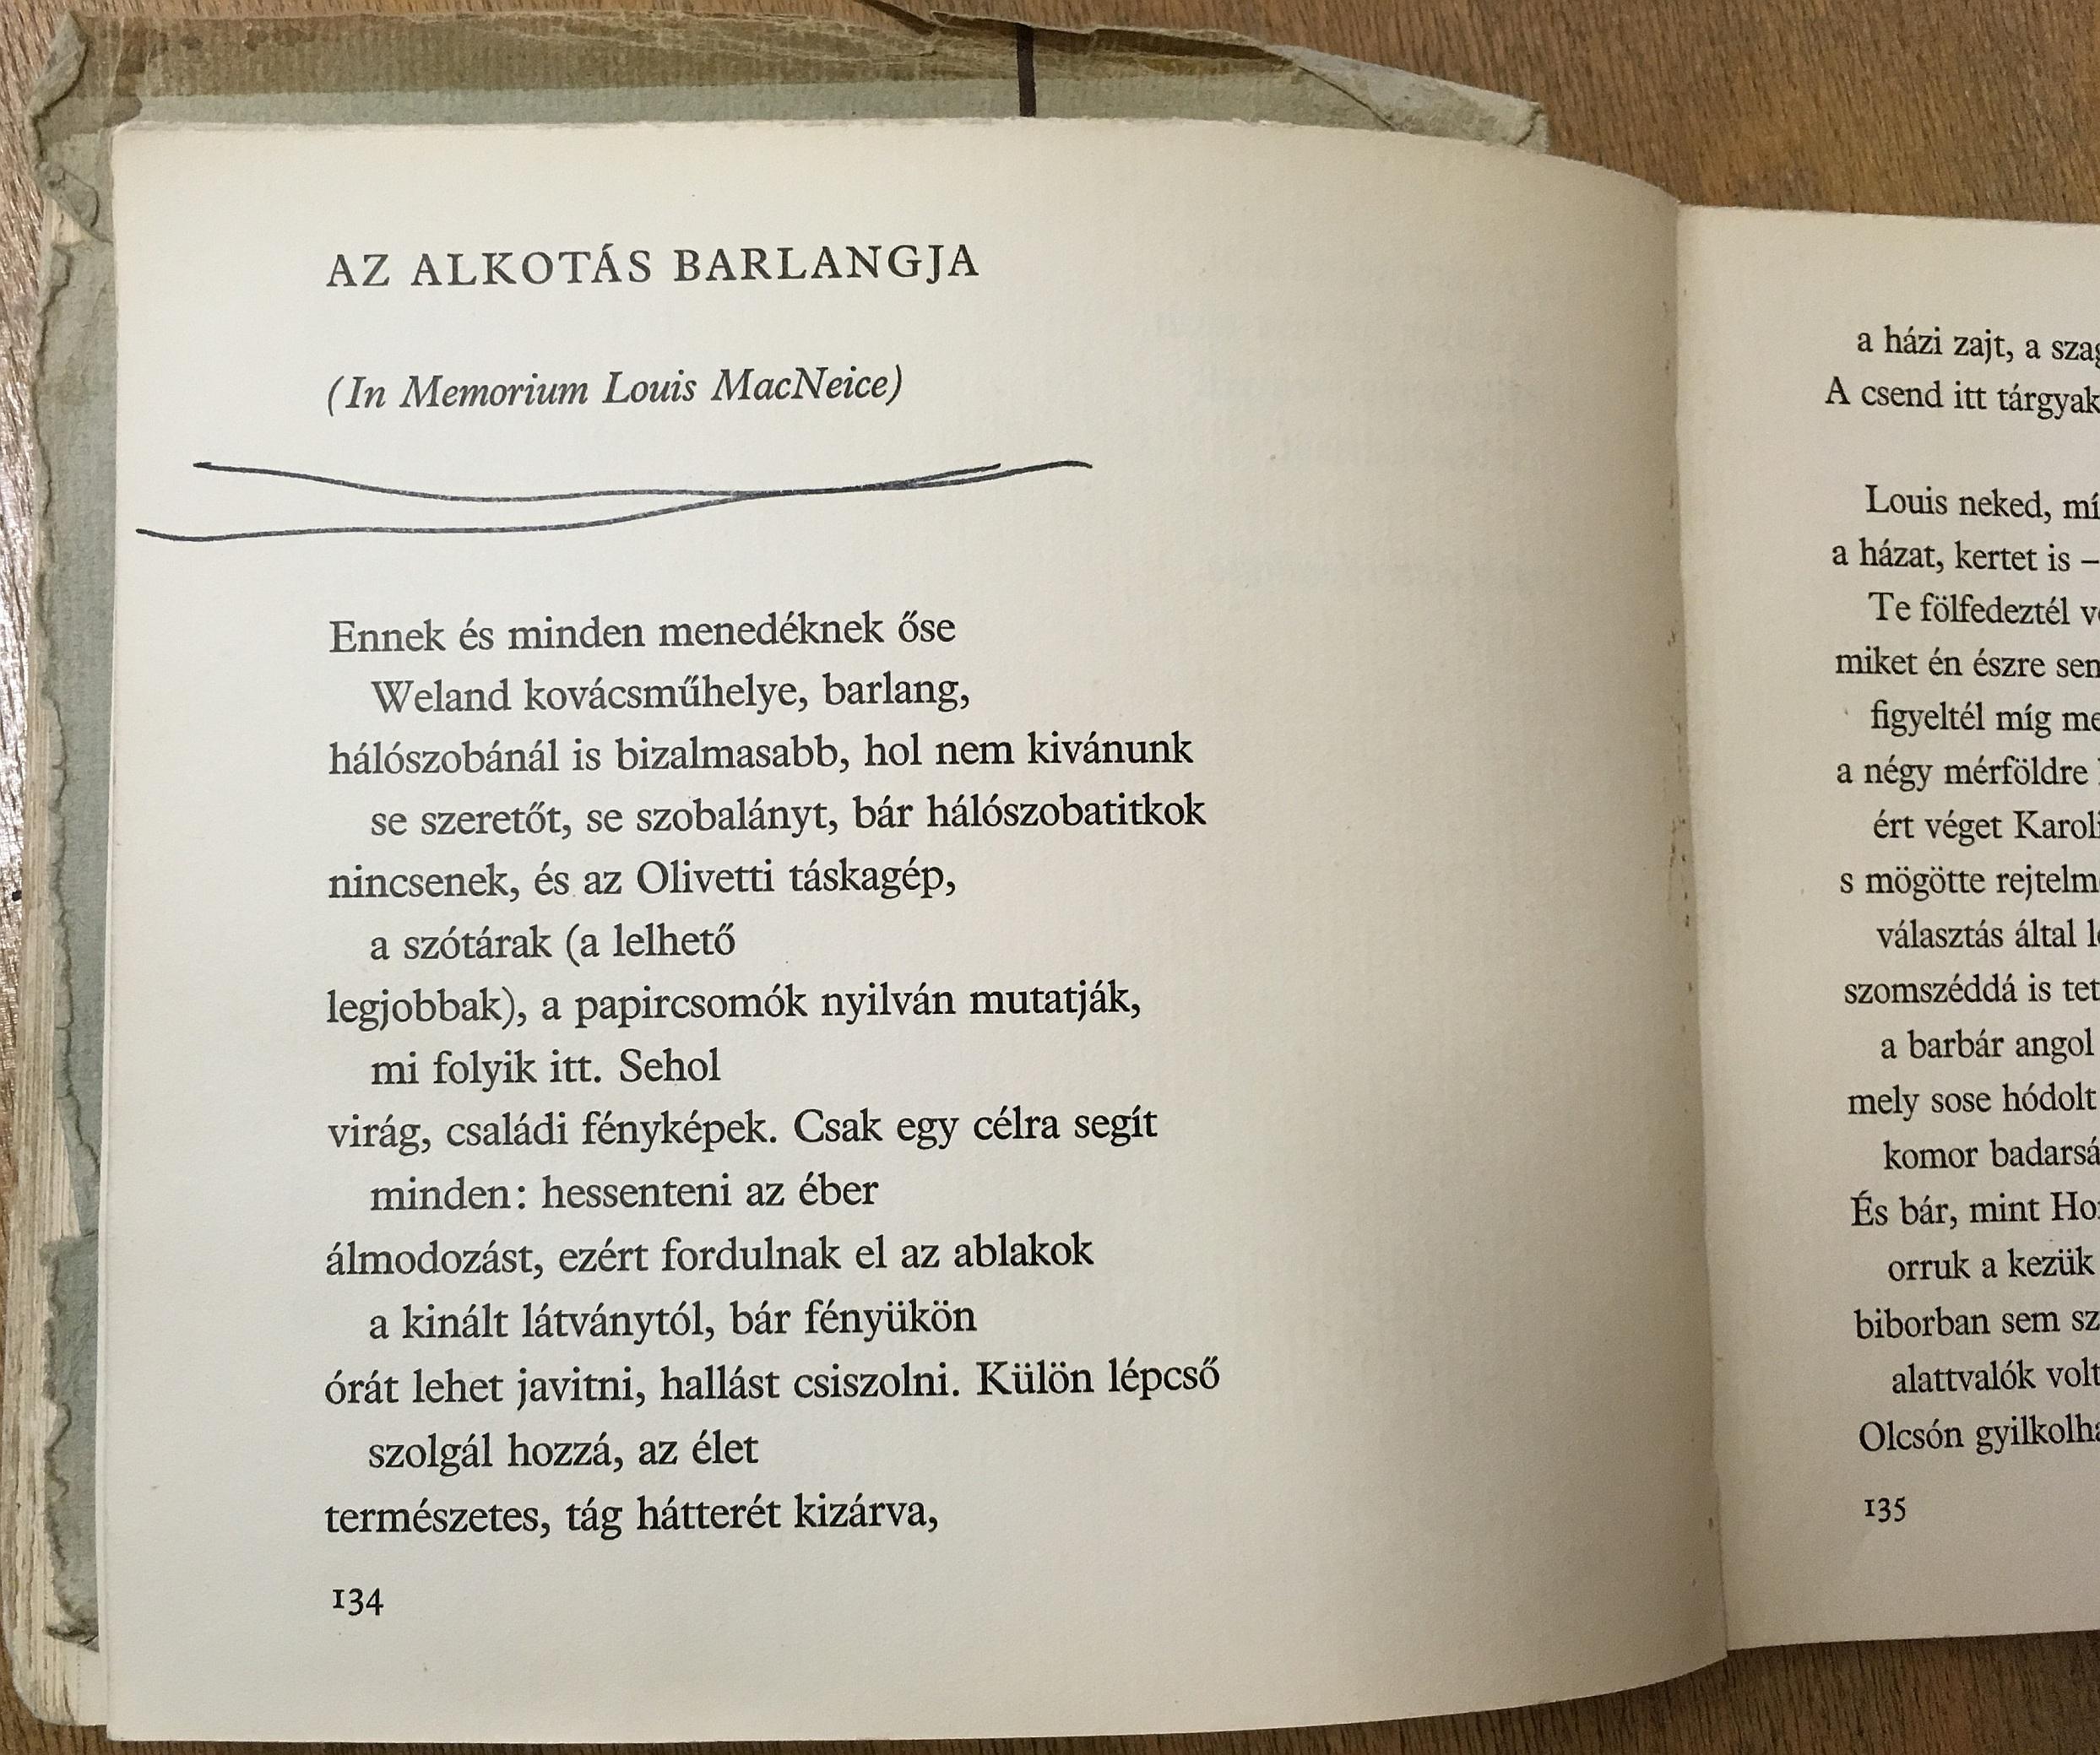 AZ ALKOTÁS BARLANGJA
(In Memorium Louis MacNeice)
Ennek és minden menedéknek őse
Weland kovácsműhelye, barlang,
hálószobánál is bizalmasabb, hol nem kivánunk
se szeretőt, se szobalányt, bár hálószobatitkok
nincsenek, és az Olivetti táskagép,
a szótárak (a lelhető
legjobbak), a papircsomók nyilván mutatják,
mi folyik itt. Sehol
virág, családi fényképek. Csak egy célra segít
minden: hessenteni az éber
álmodozást, ezért fordulnak el az ablakok
a kinált látványtól, bár fényükön
órát lehet javitni, hallást csiszolni. Külön lépcső
szolgál hozzá, az élet
természetes, tág hátterét kizárva,
134
a házi zajt, a
A csend itt
Louis neked,
a házat, kertet is –
Te fölfedeztél
miket én észre
figyeltél míg
a négy mérföldre
ért véget
s mögötte
választás által
szomszéddá is
a barbár angol
mely sose hódolt
komor
És bár, mint
orruk a kezük
biborban sem
alattvalók
Olcsón
135